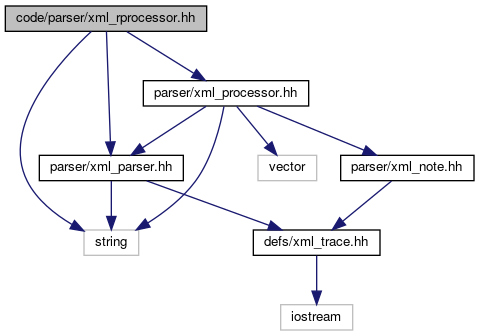 code/parser/xml_rprocessor.hh
parser/xml_processor.hh
parser/xml_parser.hh
vector
parser/xml_note.hh
string
defs/xml_trace.hh
iostream